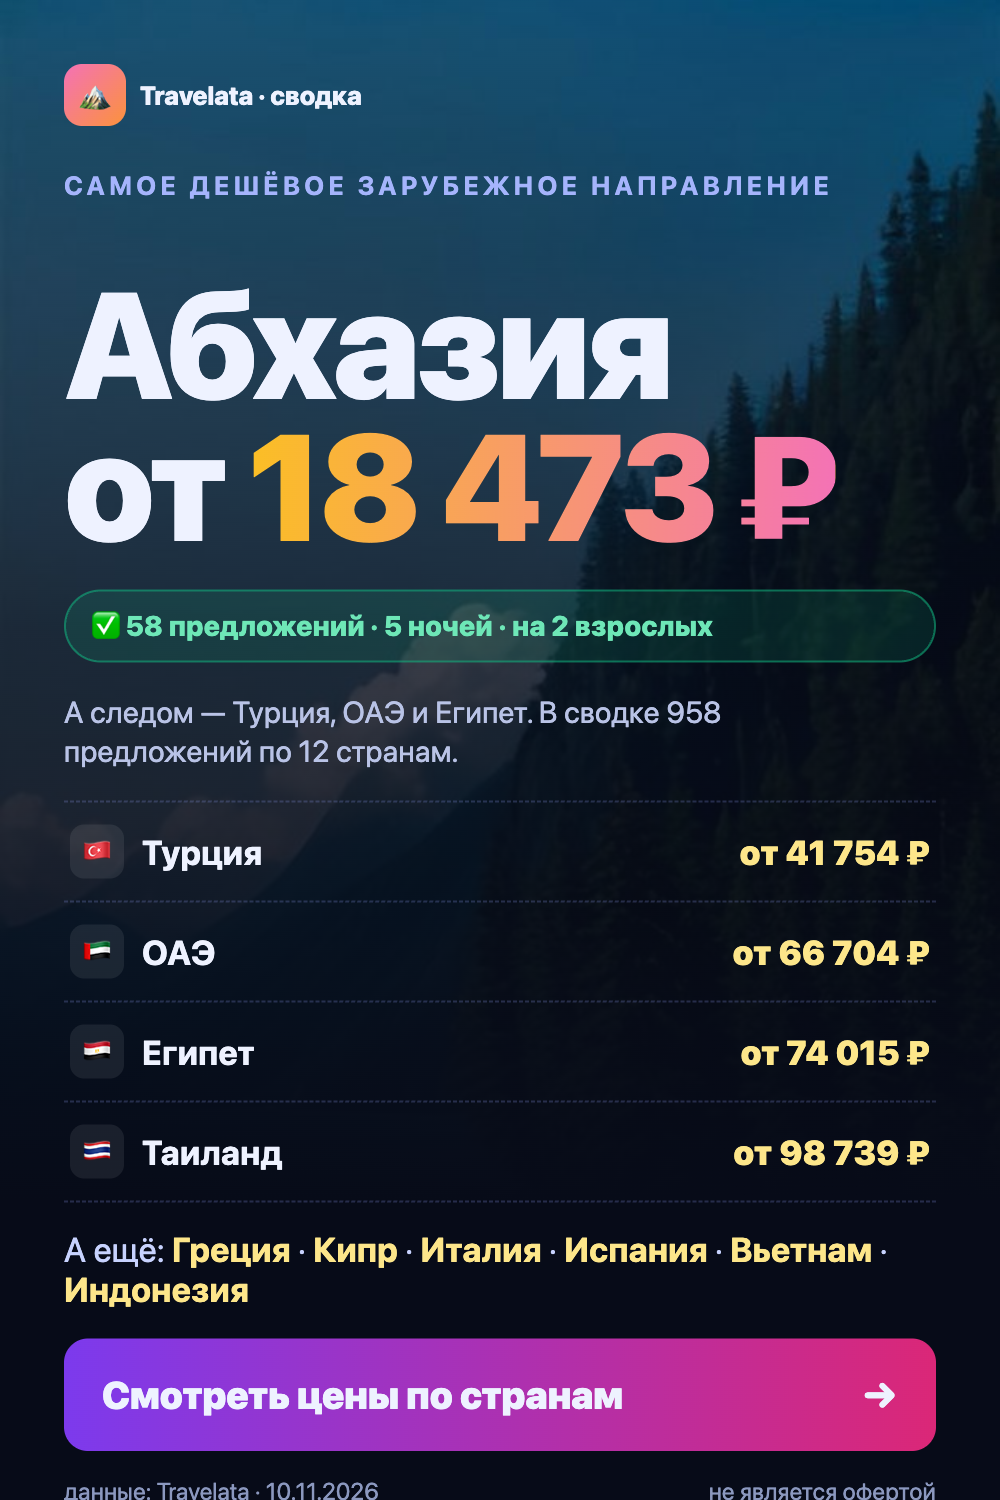 Travelata · сводка
САМОЕ ДЕШЁВОЕ ЗАРУБЕЖНОЕ НАПРАВЛЕНИЕ
Абхазия
от 18 473 ₽
✅ 58 предложений · 5 ночей · на 2 взрослых
А следом — Турция, ОАЭ и Египет. В сводке 958
предложений по 12 странам.
Турция от 41 754 ₽
ОАЭ от 66 704 ₽
Египет от 74 015 ₽
Таиланд от 98 739 ₽
А ещё: Греция · Кипр · Италия · Испания · Вьетнам ·
Индонезия
Смотреть цены по странам →
данные: Travelata · 10.11.2026 не является офертой